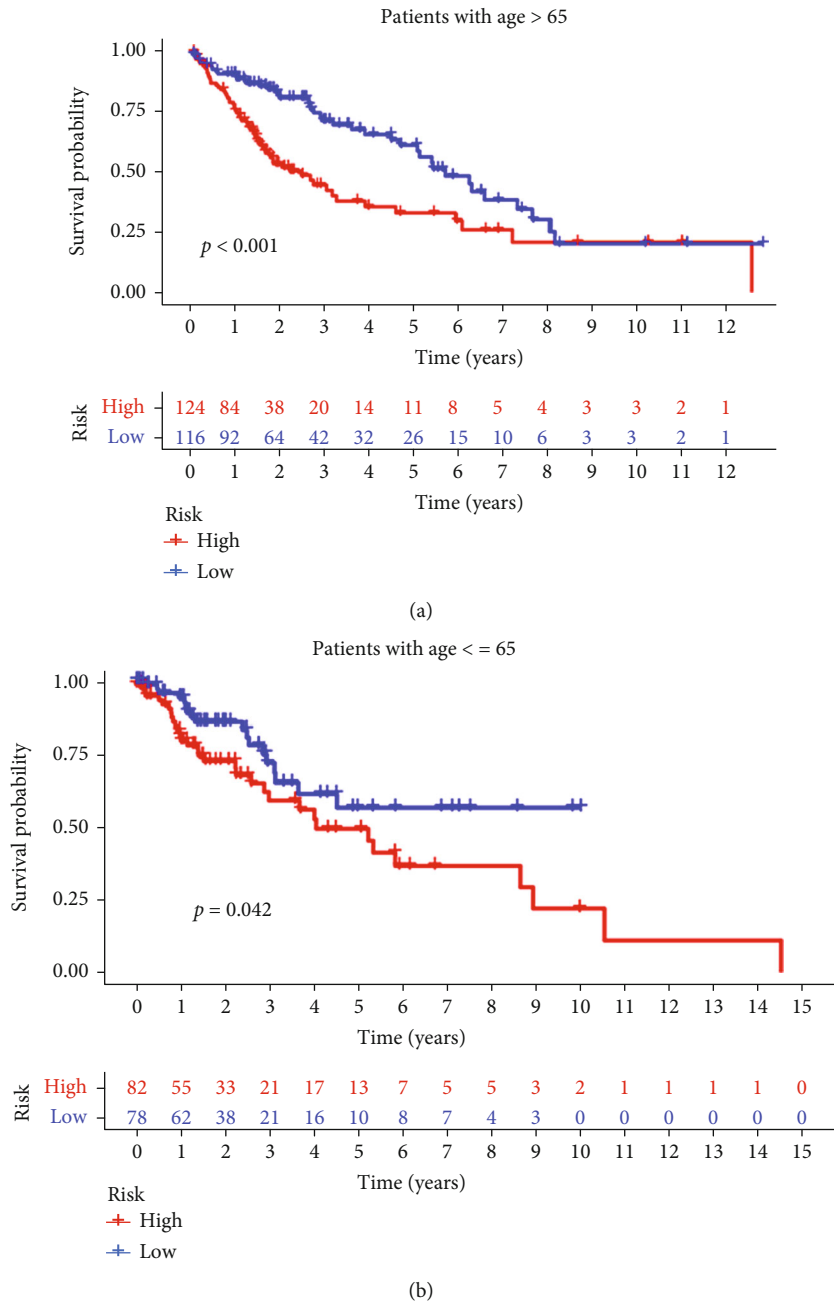 Patients with age > 65
1.00
0.75
0.50
0.25
0.00
Survival probability
p < 0.001
0 1 2 3 4 5 6 7 8 9 10 11 12
Time (years)
Risk
High 124 84 38 20 14 11 8 5 4 3 3 2 1
Low 116 92 64 42 32 26 15 10 6 3 3 2 1
0 1 2 3 4 5 6 7 8 9 10 11 12
Time (years)
Risk
High
Low
(a)
Patients with age < = 65
1.00
0.75
0.50
0.25
0.00
Survival probability
p = 0.042
0 1 2 3 4 5 6 7 8 9 10 11 12 13 14 15
Time (years)
Risk
High 82 55 33 21 17 13 7 5 5 3 2 1 1 1 1 0
Low 78 62 38 21 16 10 8 7 4 3 0 0 0 0 0 0
0 1 2 3 4 5 6 7 8 9 10 11 12 13 14 15
Time (years)
Risk
High
Low
(b)